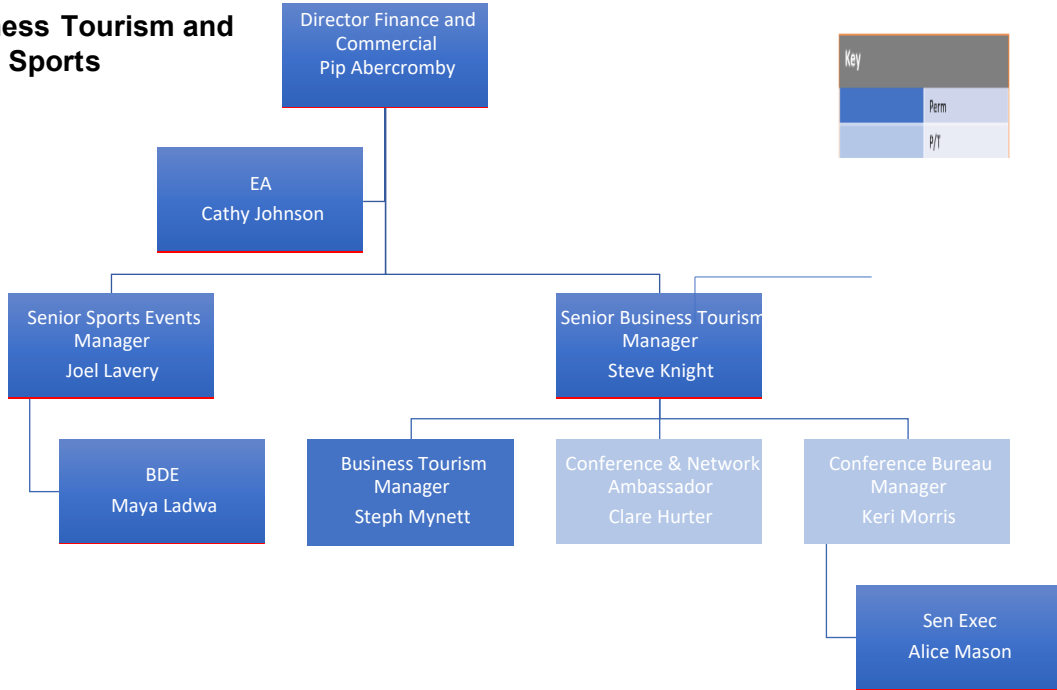 ness Tourism and
Sports
Director Finance and
Commercial
Pip Abercromby
Key
Perm
P/T
EA
Cathy Johnson
Senior Sports Events
Manager
Joel Lavery
Senior Business Tourism
Manager
Steve Knight
BDE
Maya Ladwa
Business Tourism
Manager
Steph Mynett
Conference & Network
Ambassador
Clare Hurter
Conference Bureau
Manager
Keri Morris
Sen Exec
Alice Mason